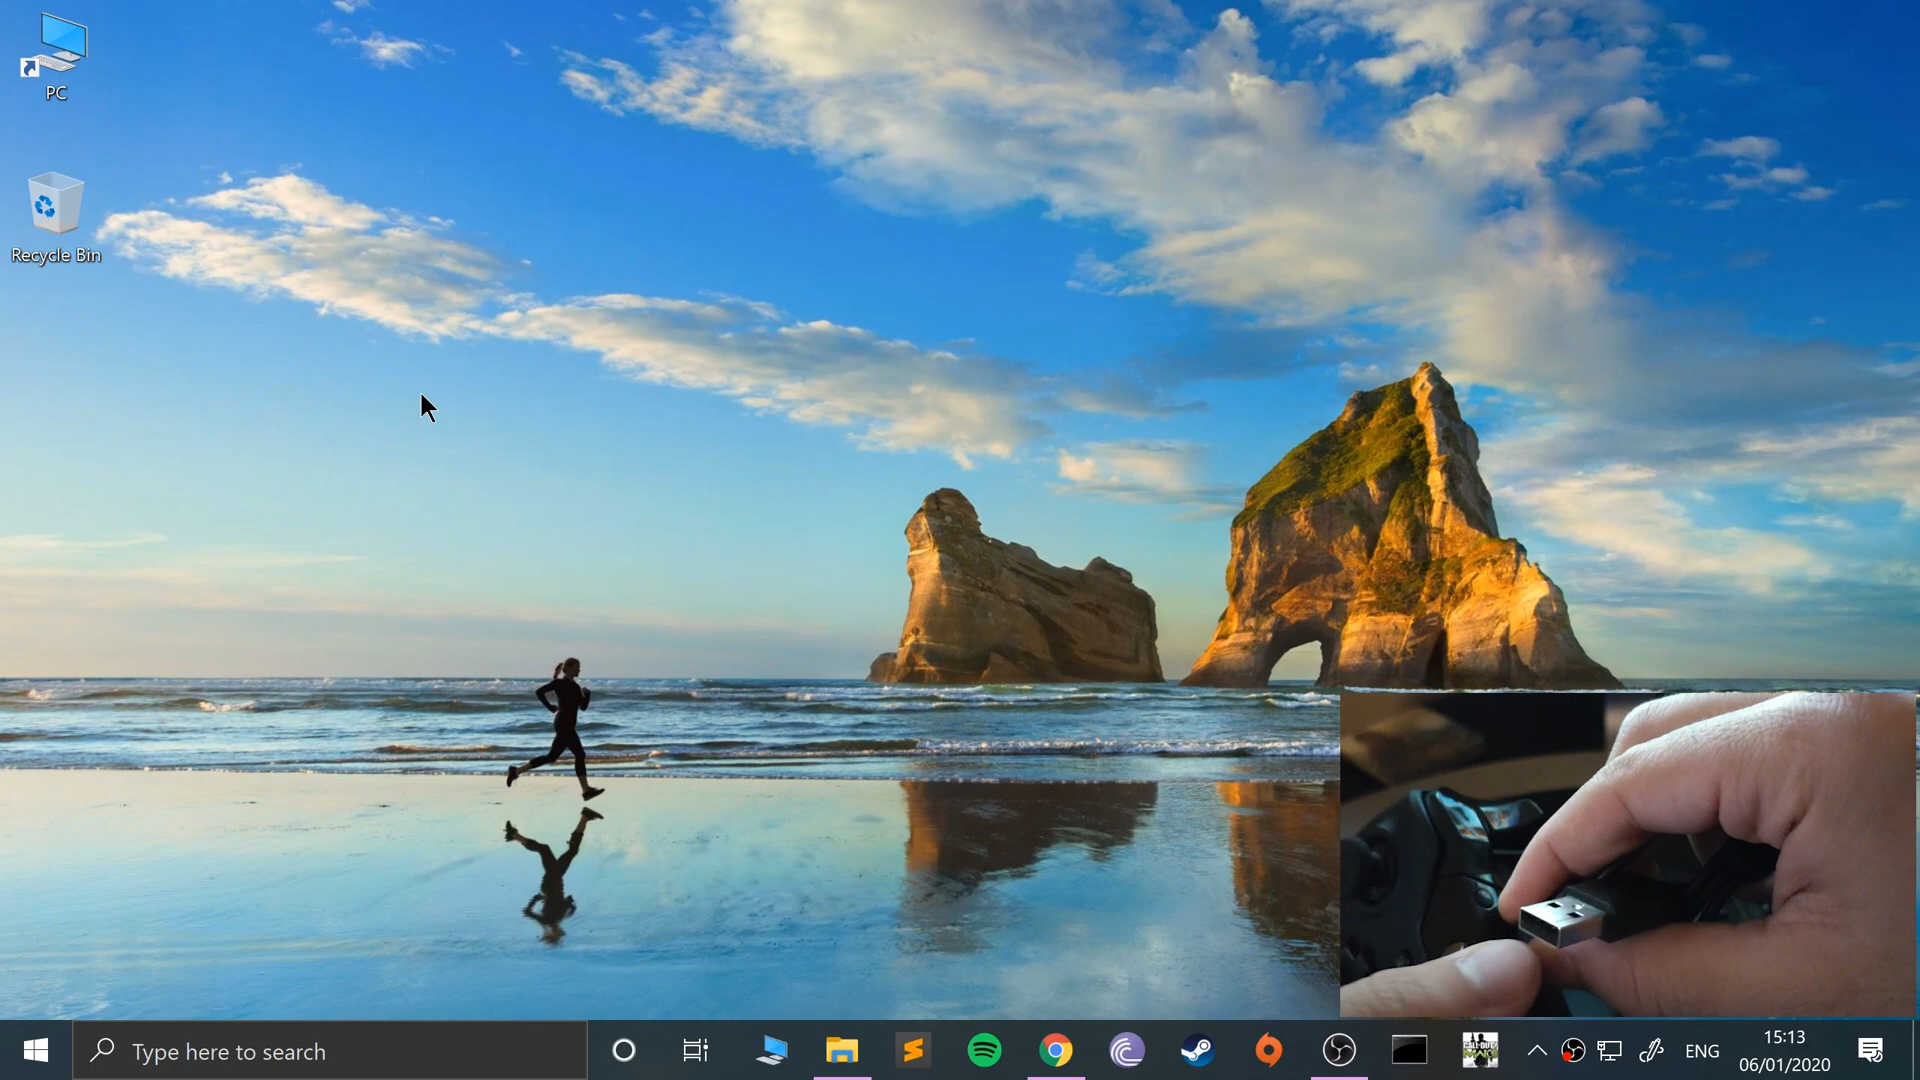 PC
Recycle Bin
Type here to search
ENG
15:13
06/01/2020